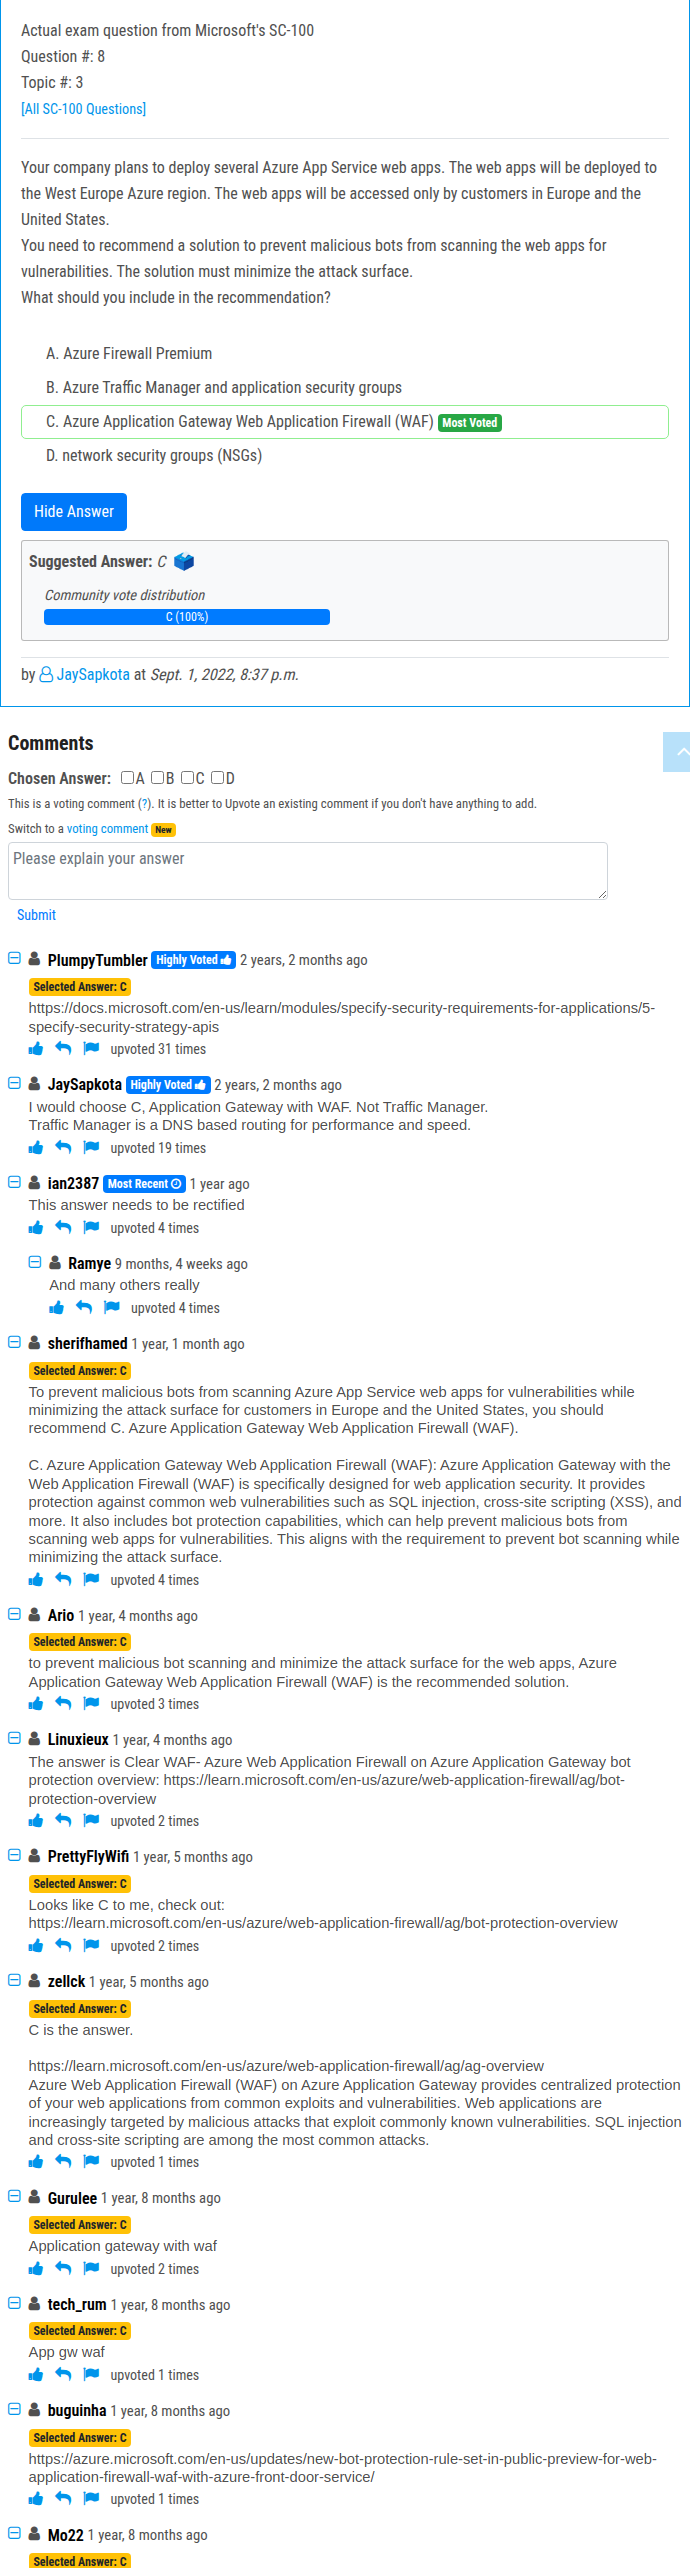 Actual exam question from Microsoft's SC-100
Question #: 8
Topic #: 3
[All SC-100 Questions]
Your company plans to deploy several Azure App Service web apps. The web apps will be deployed to
the West Europe Azure region. The web apps will be accessed only by customers in Europe and the
United States.
You need to recommend a solution to prevent malicious bots from scanning the web apps for
vulnerabilities. The solution must minimize the attack surface.
What should you include in the recommendation?
A. Azure Firewall Premium
B. Azure Traffic Manager and application security groups
C. Azure Application Gateway Web Application Firewall (WAF) Most Voted
D. network security groups (NSGs)
Hide Answer
Suggested Answer: C
Community vote distribution
C (100%)
by JaySapkota at Sept. 1, 2022, 8:37 p.m.
Comments
Chosen Answer: A B C D
This is a voting comment (?). It is better to Upvote an existing comment if you don't have anything to add.
Switch to a voting comment New
Please explain your answer
Submit
PlumpyTumbler Highly Voted 2 years, 2 months ago
Selected Answer: C
https://docs.microsoft.com/en-us/learn/modules/specify-security-requirements-for-applications/5-
specify-security-strategy-apis
upvoted 31 times
JaySapkota Highly Voted 2 years, 2 months ago
I would choose C, Application Gateway with WAF. Not Traffic Manager.
Traffic Manager is a DNS based routing for performance and speed.
upvoted 19 times
ian2387 Most Recent 1 year ago
This answer needs to be rectified
upvoted 4 times
Ramye 9 months, 4 weeks ago
And many others really
upvoted 4 times
sherifhamed 1 year, 1 month ago
Selected Answer: C
To prevent malicious bots from scanning Azure App Service web apps for vulnerabilities while
minimizing the attack surface for customers in Europe and the United States, you should
recommend C. Azure Application Gateway Web Application Firewall (WAF).
C. Azure Application Gateway Web Application Firewall (WAF): Azure Application Gateway with the
Web Application Firewall (WAF) is specifically designed for web application security. It provides
protection against common web vulnerabilities such as SQL injection, cross-site scripting (XSS), and
more. It also includes bot protection capabilities, which can help prevent malicious bots from
scanning web apps for vulnerabilities. This aligns with the requirement to prevent bot scanning while
minimizing the attack surface.
upvoted 4 times
Ario 1 year, 4 months ago
Selected Answer: C
to prevent malicious bot scanning and minimize the attack surface for the web apps, Azure
Application Gateway Web Application Firewall (WAF) is the recommended solution.
upvoted 3 times
Linuxieux 1 year, 4 months ago
The answer is Clear WAF- Azure Web Application Firewall on Azure Application Gateway bot
protection overview: https://learn.microsoft.com/en-us/azure/web-application-firewall/ag/bot-
protection-overview
upvoted 2 times
PrettyFlyWifi 1 year, 5 months ago
Selected Answer: C
Looks like C to me, check out:
https://learn.microsoft.com/en-us/azure/web-application-firewall/ag/bot-protection-overview
upvoted 2 times
zellck 1 year, 5 months ago
Selected Answer: C
C is the answer.
https://learn.microsoft.com/en-us/azure/web-application-firewall/ag/ag-overview
Azure Web Application Firewall (WAF) on Azure Application Gateway provides centralized protection
of your web applications from common exploits and vulnerabilities. Web applications are
increasingly targeted by malicious attacks that exploit commonly known vulnerabilities. SQL injection
and cross-site scripting are among the most common attacks.
upvoted 1 times
Gurulee 1 year, 8 months ago
Selected Answer: C
Application gateway with waf
upvoted 2 times
tech_rum 1 year, 8 months ago
Selected Answer: C
App gw waf
upvoted 1 times
buguinha 1 year, 8 months ago
Selected Answer: C
https://azure.microsoft.com/en-us/updates/new-bot-protection-rule-set-in-public-preview-for-web-
application-firewall-waf-with-azure-front-door-service/
upvoted 1 times
Mo22 1 year, 8 months ago
Selected Answer: C